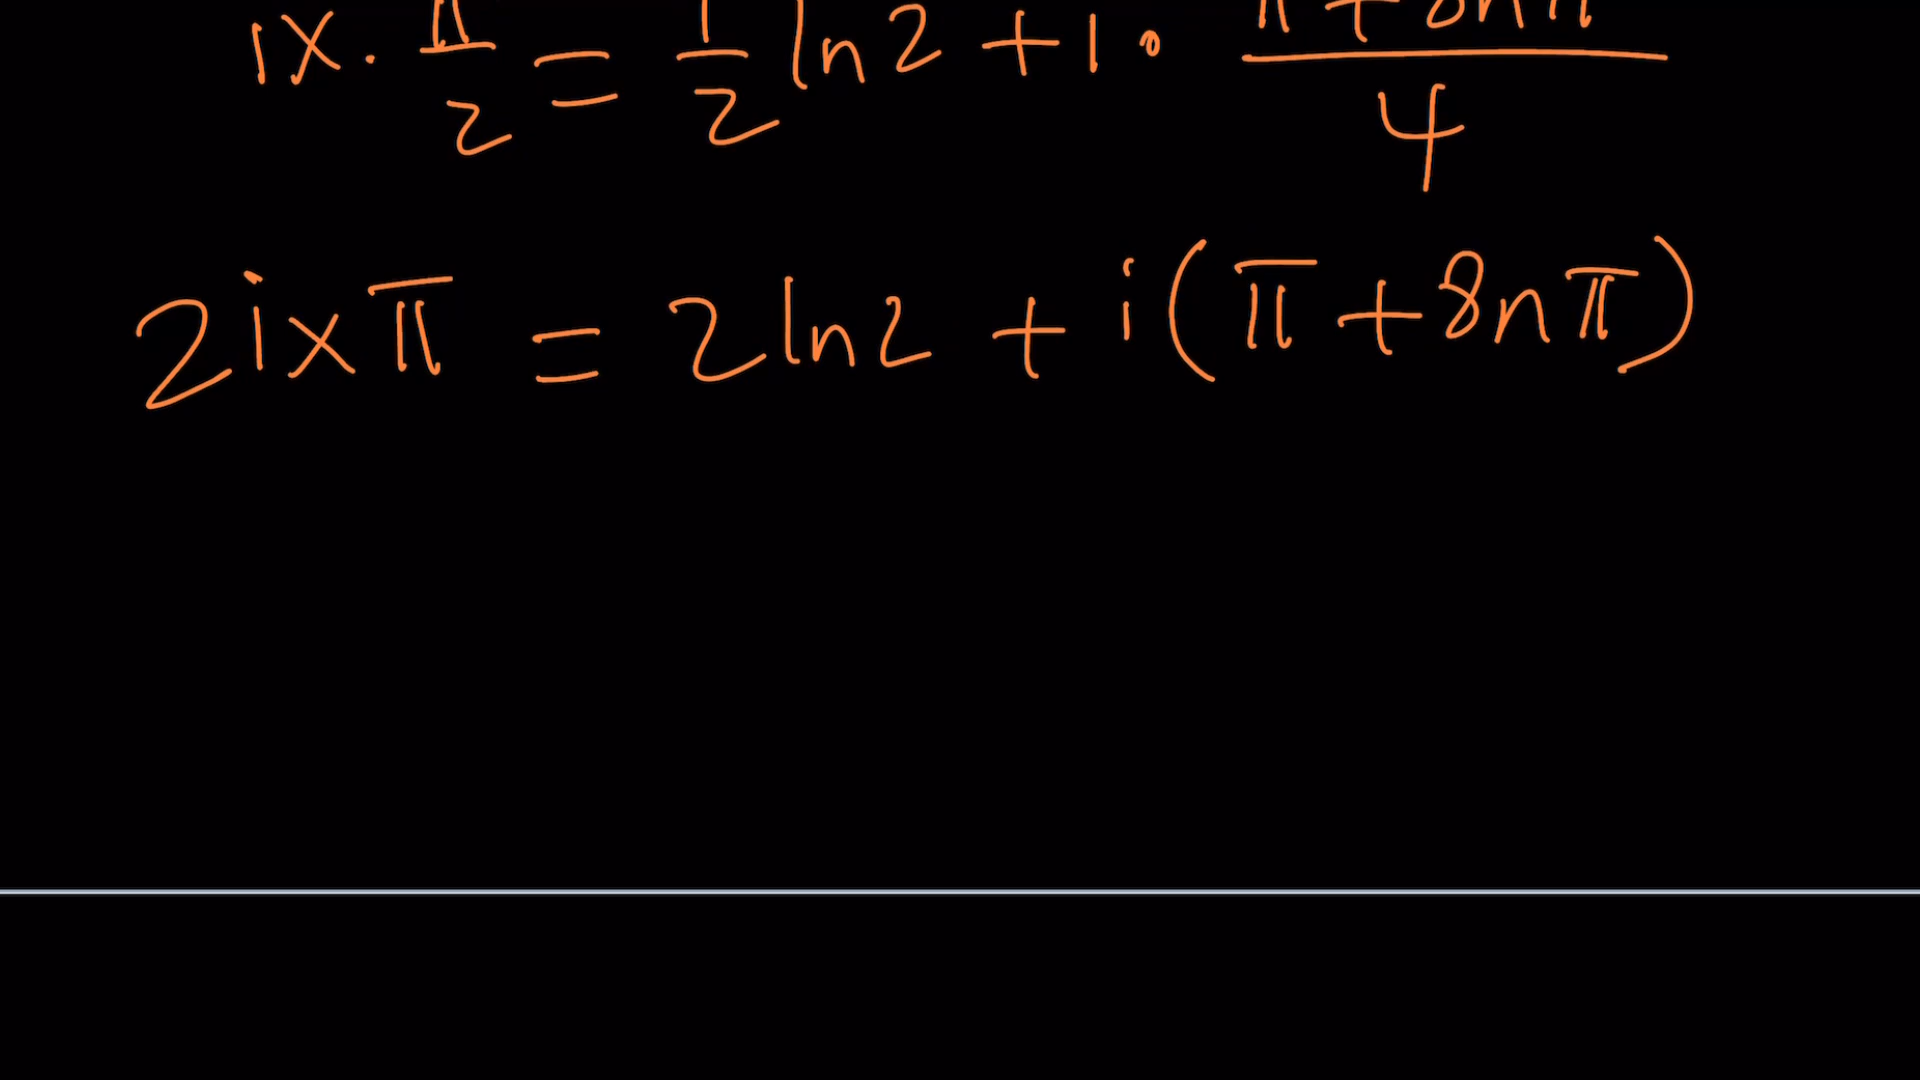 ix · π/2 = 1/2 ln2 + i · π+8nπ/4
2ixπ = 2ln2 + i(π+8nπ)